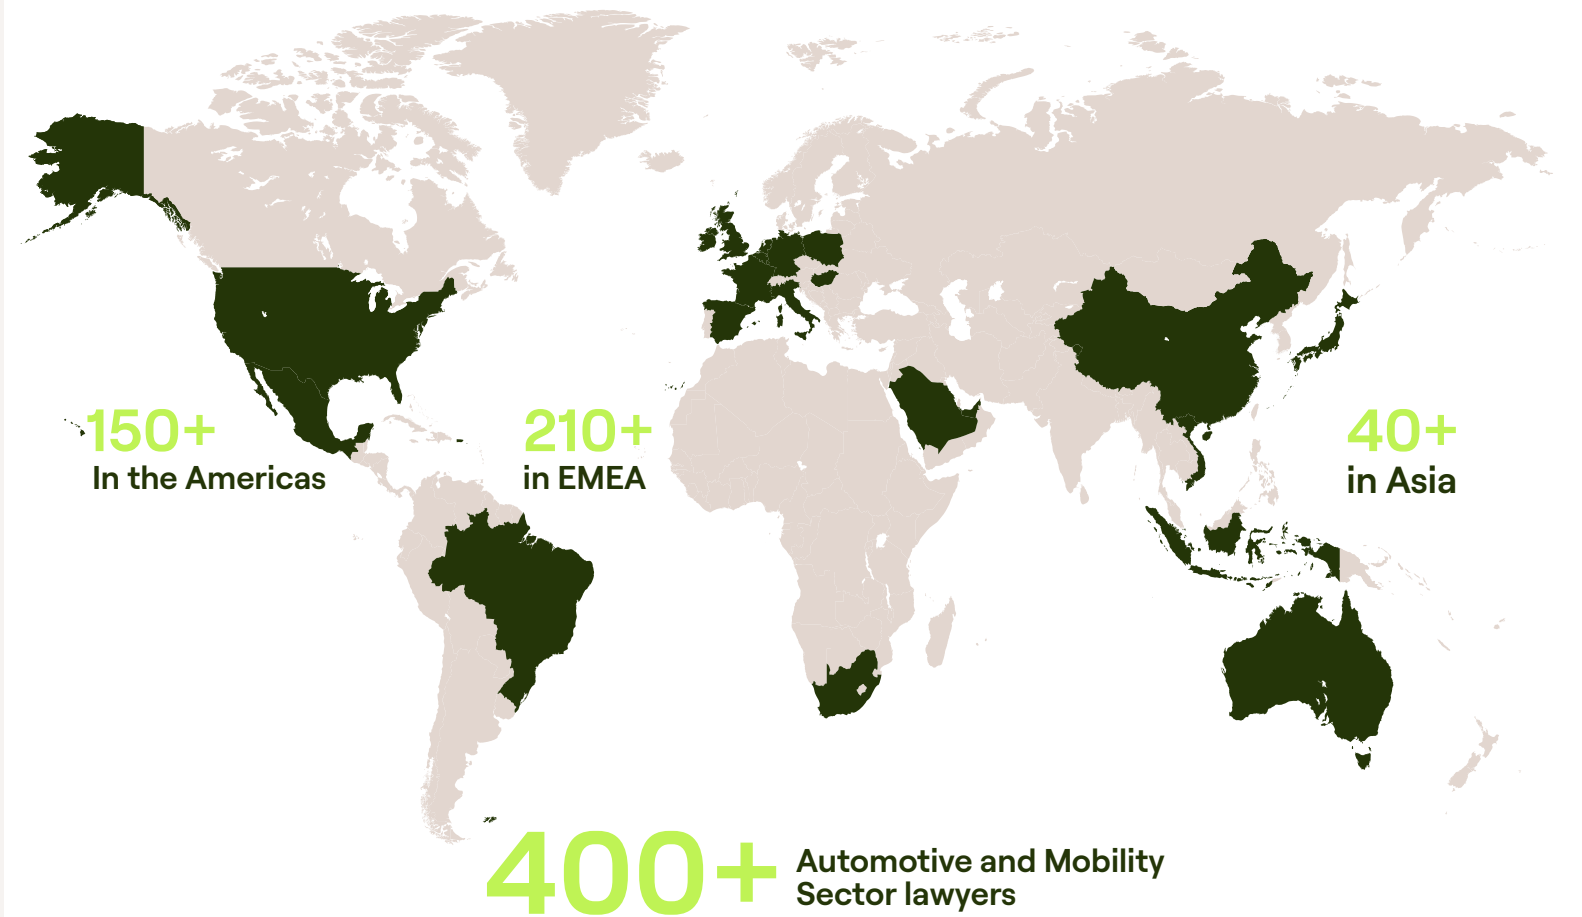 150+
In the Americas
210+
in EMEA
40+
in Asia
400+
Automotive and Mobility
Sector lawyers